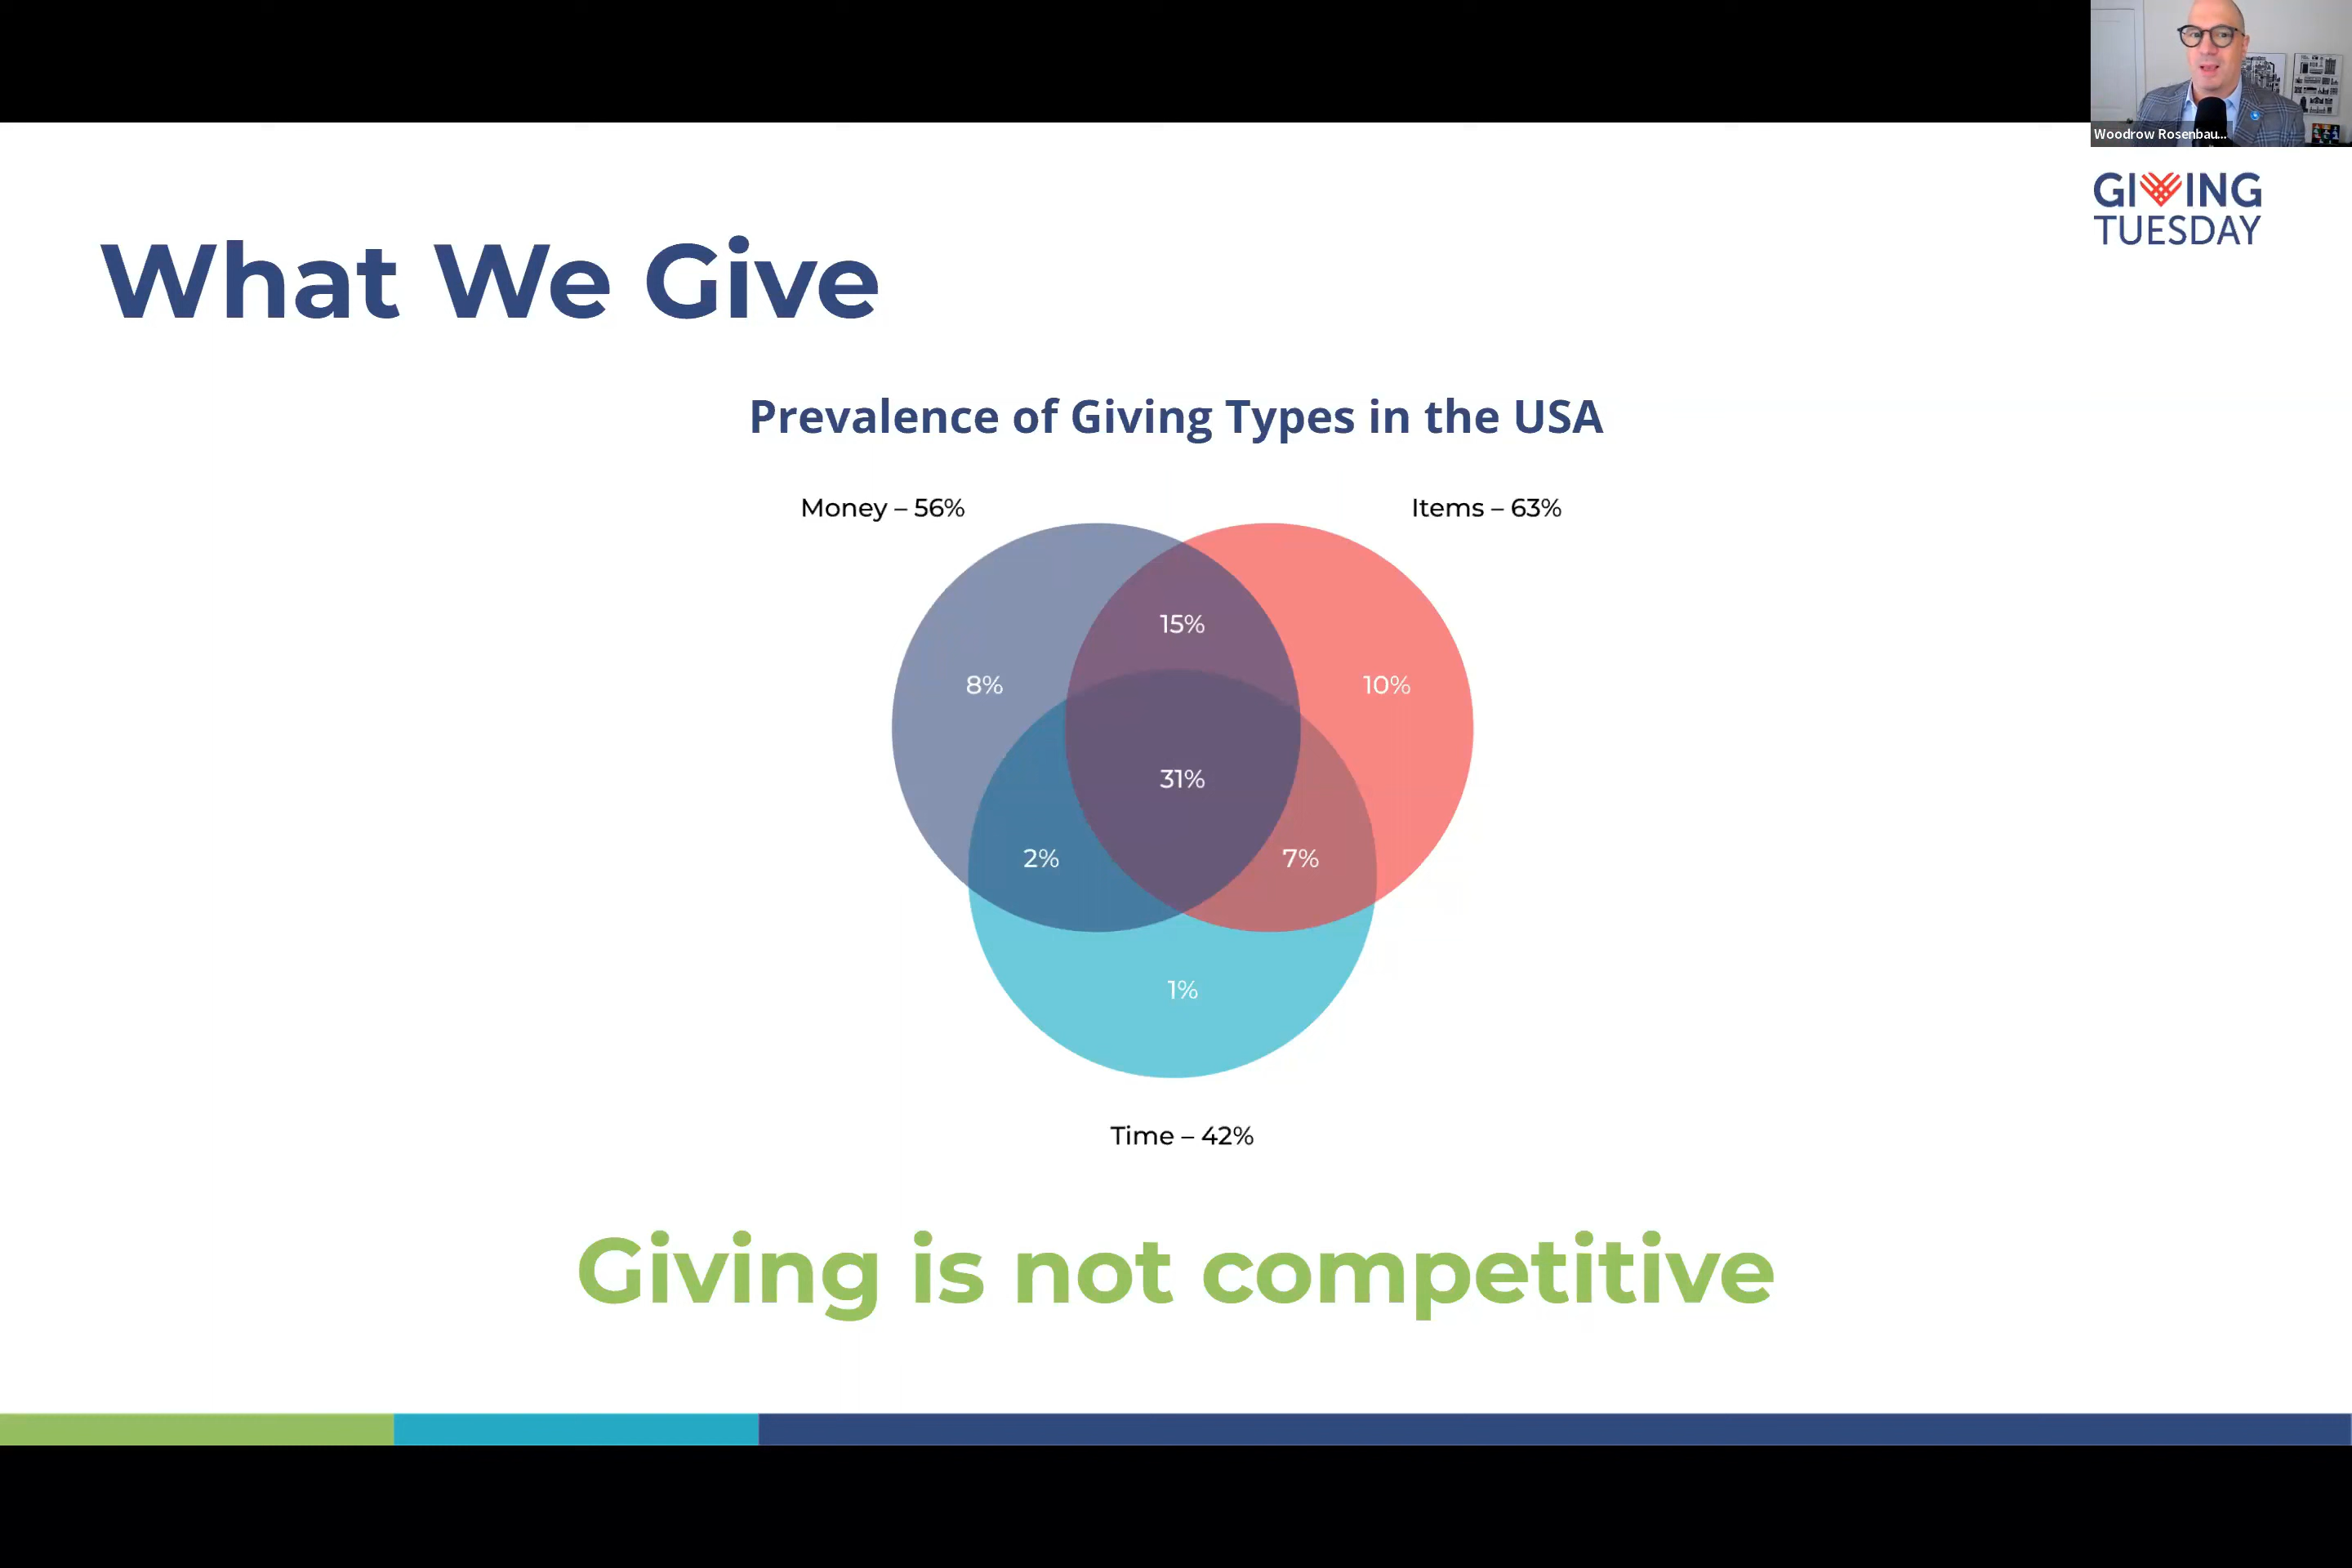 Woodrow Rosenbau...
GIVING
TUESDAY
What We Give
Prevalence of Giving Types in the USA
Money – 56%
Items – 63%
15%
8%
10%
31%
2%
7%
1%
Time – 42%
Giving is not competitive